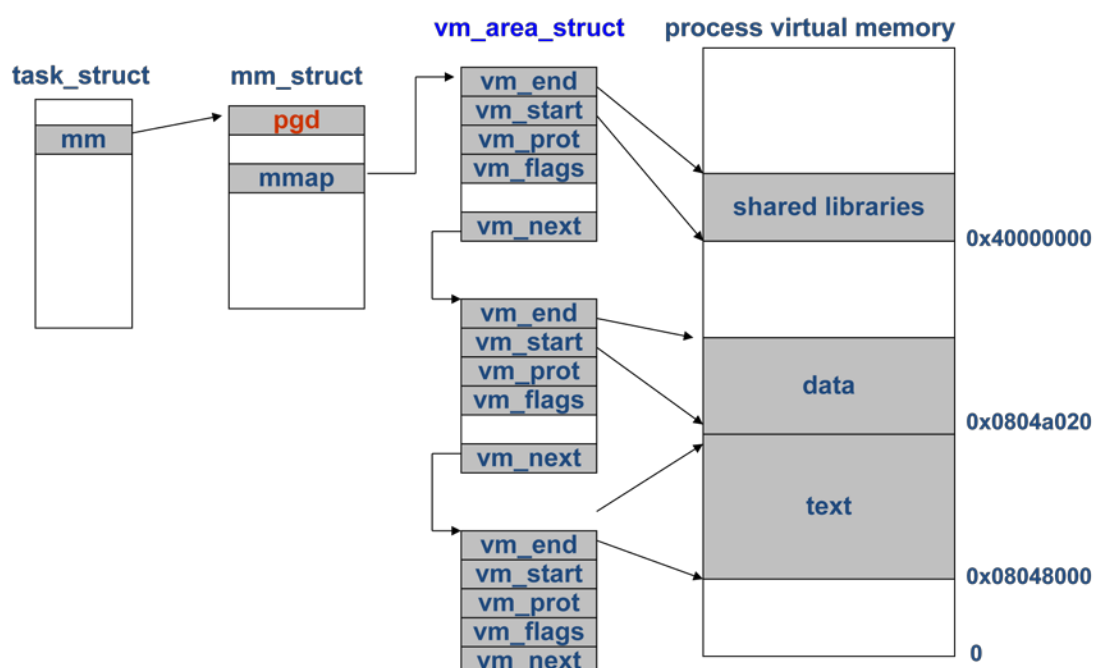 vm_area_struct
process virtual memory
task_struct
mm_struct
mm
pgd
mmap
vm_end
vm_start
vm_prot
vm_flags
vm_next
vm_end
vm_start
vm_prot
vm_flags
vm_next
vm_end
vm_start
vm_prot
vm_flags
vm_next
shared libraries
0x40000000
data
0x0804a020
text
0x08048000
0